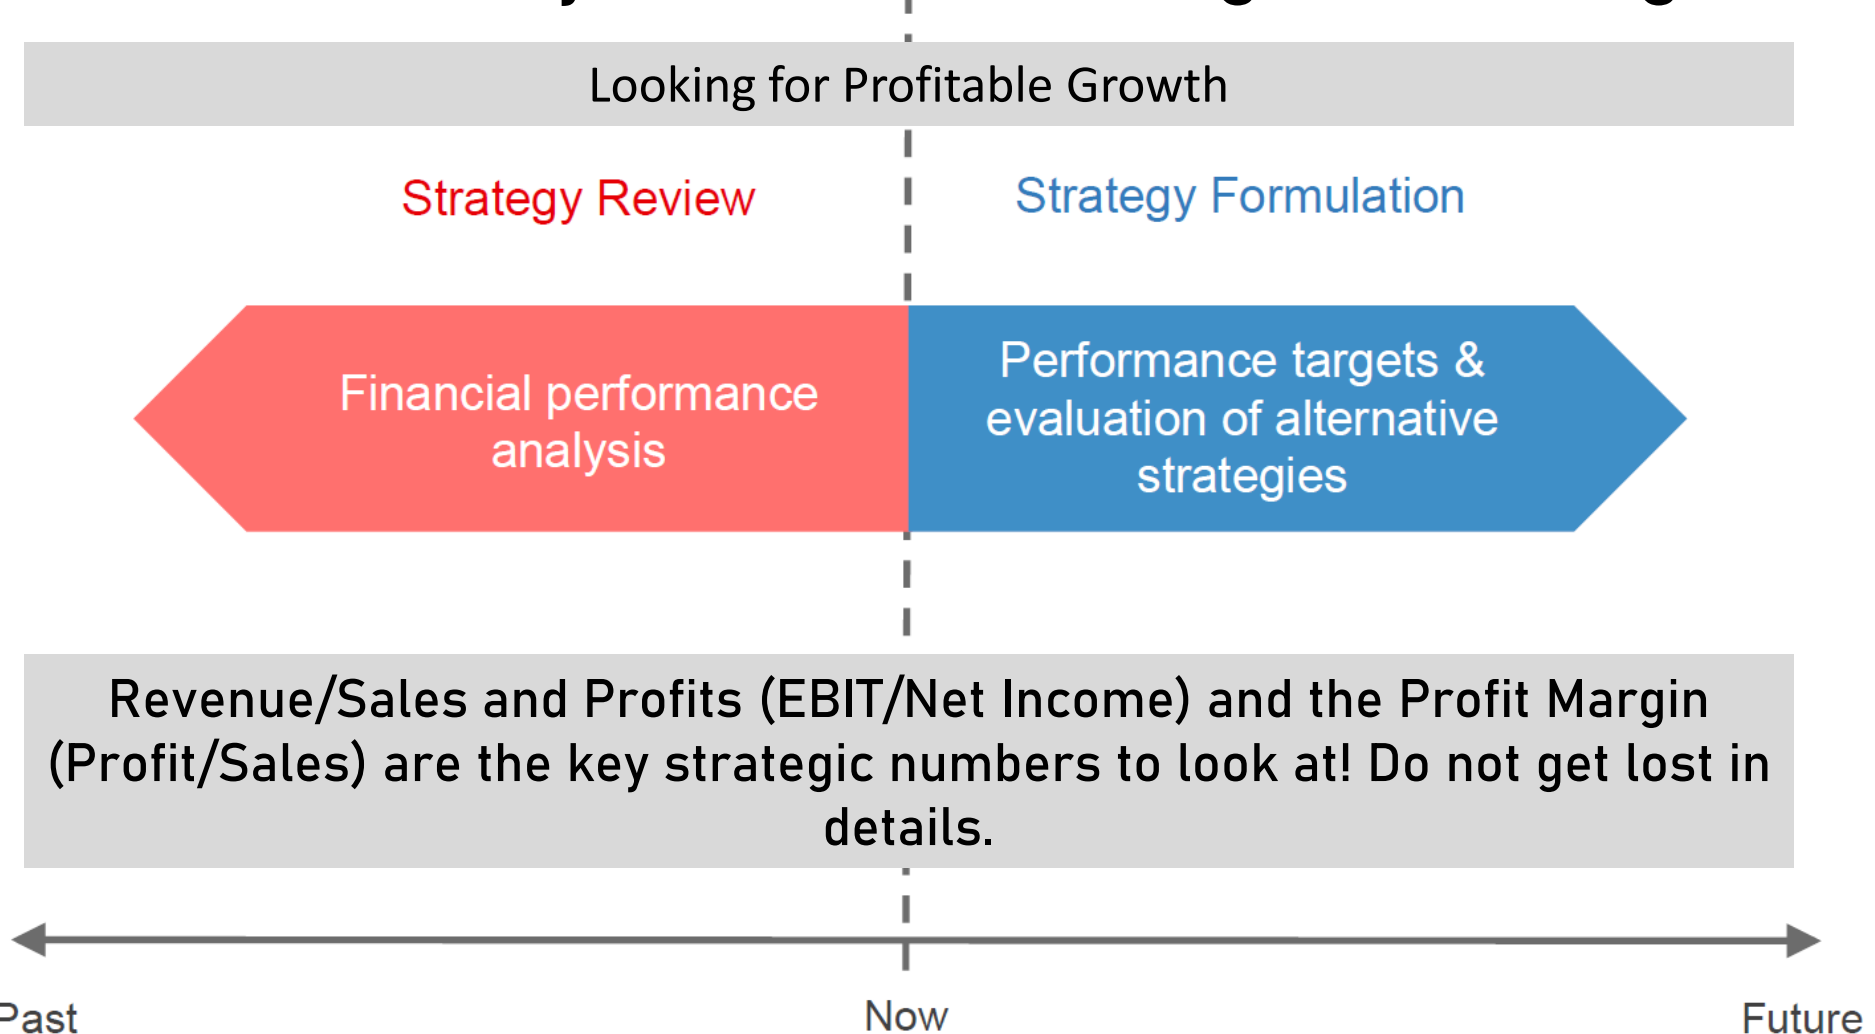 Looking for Profitable Growth
Strategy Review
Strategy Formulation
Financial performance
analysis
Performance targets &
evaluation of alternative
strategies
Revenue/Sales and Profits (EBIT/Net Income) and the Profit Margin
(Profit/Sales) are the key strategic numbers to look at! Do not get lost in
details.
Past
Now
Future